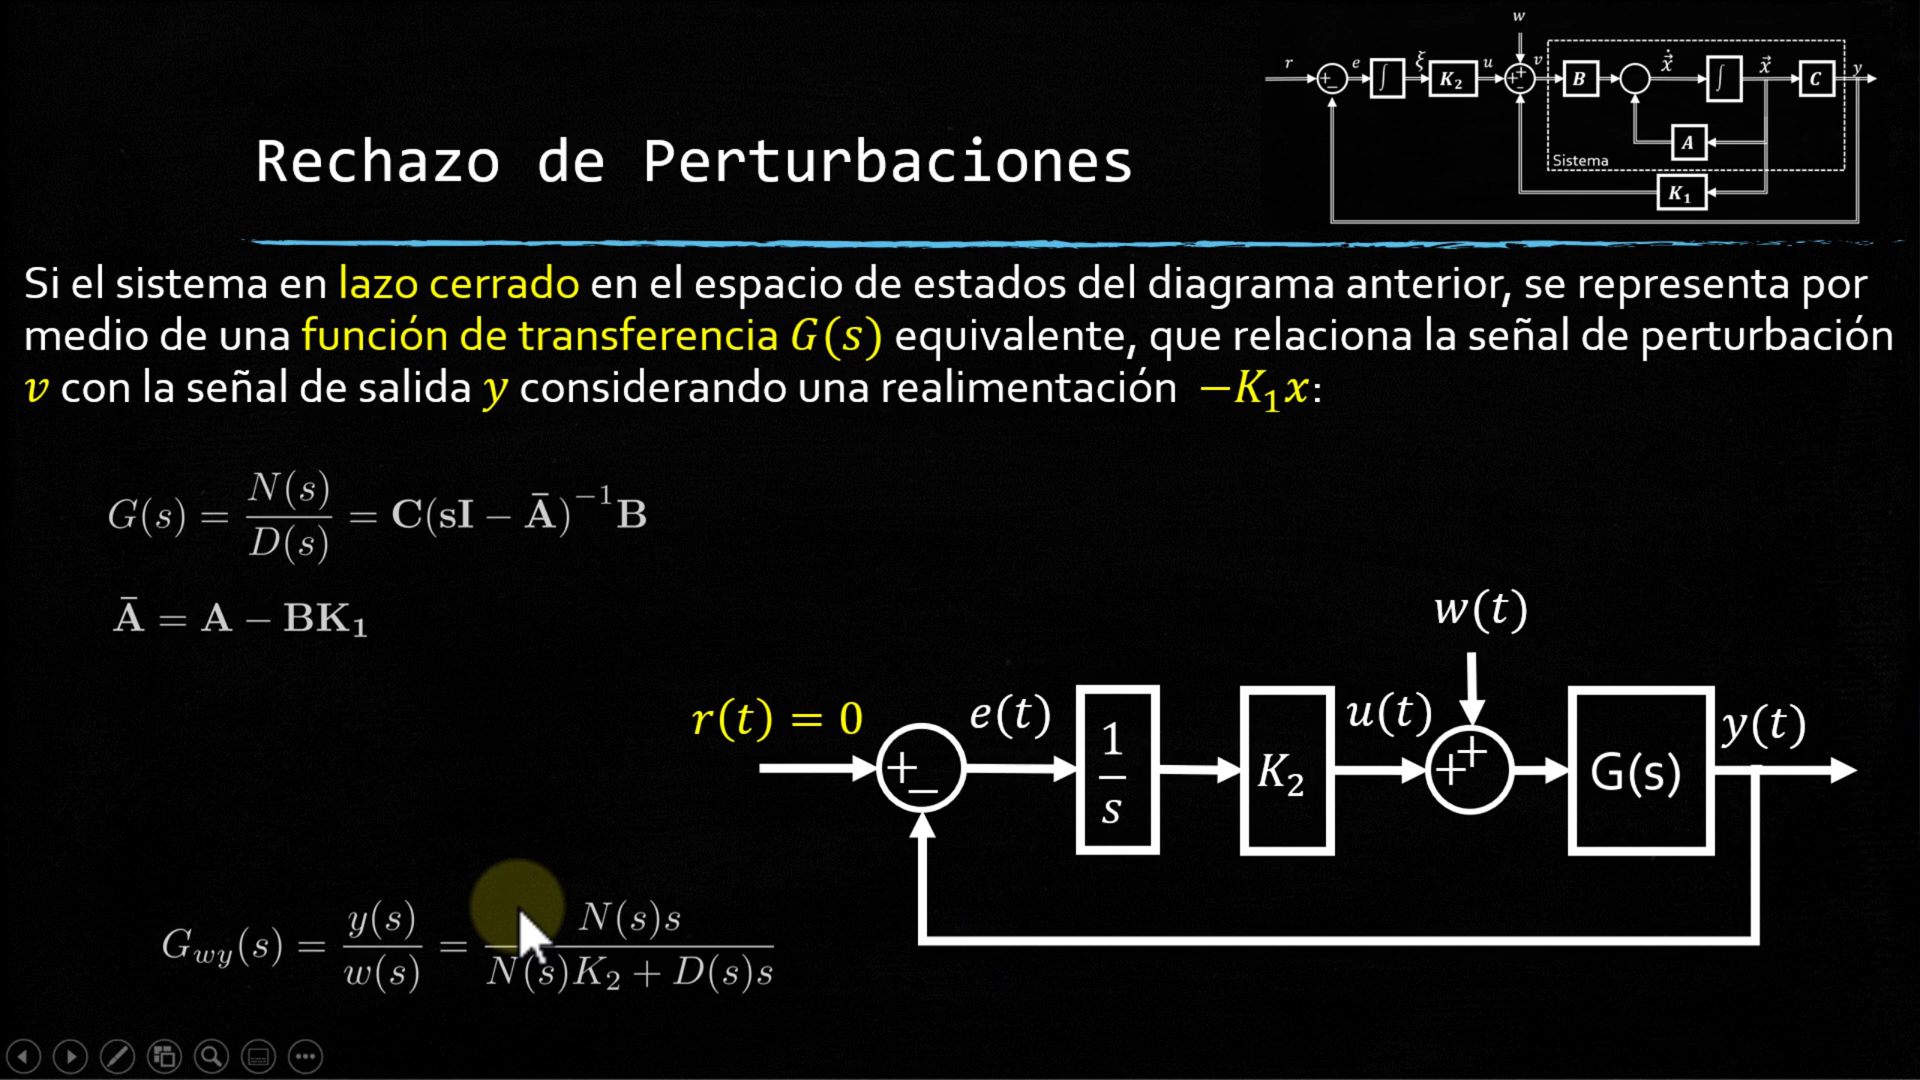 w
r e ∫ ξ K₂ u v B ẋ⃗ ∫ x⃗ C y
+ − + + −
A
Sistema
K₁
Rechazo de Perturbaciones
Si el sistema en lazo cerrado en el espacio de estados del diagrama anterior, se representa por
medio de una función de transferencia G(s) equivalente, que relaciona la señal de perturbación
v con la señal de salida y considerando una realimentación −K₁x:
G(s) = N(s)/D(s) = C(sI − Ā)⁻¹B
Ā = A − BK₁
w(t)
r(t) = 0 e(t) u(t) y(t)
+ − 1/s K₂ + + G(s)
G_wy(s) = y(s)/w(s) = N(s)s/(N(s)K₂ + D(s)s)